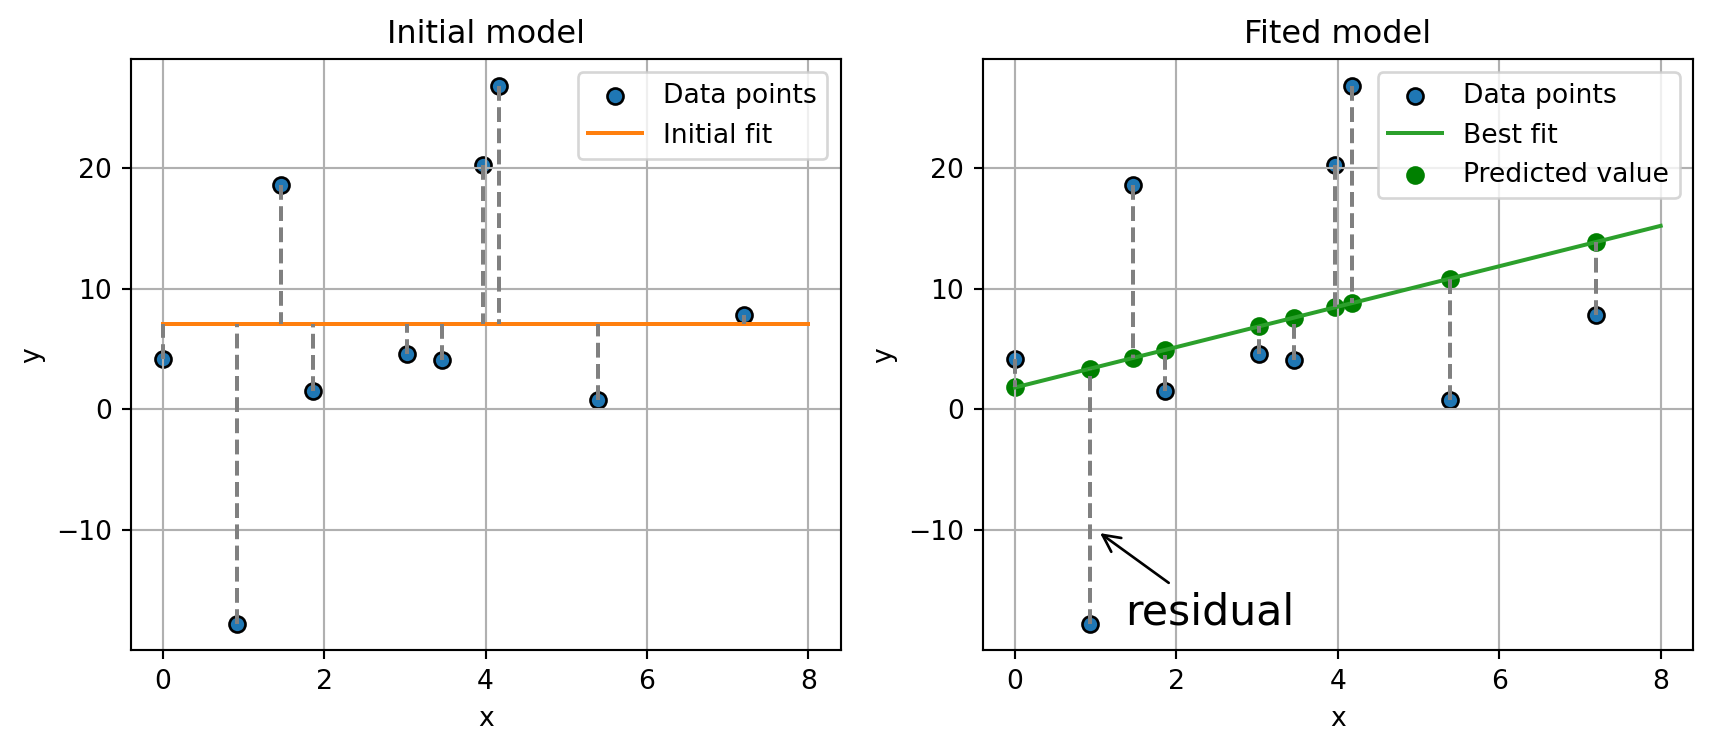 Initial model
Data points
Initial fit
20
10
0
−10
y
0 2 4 6 8
x
Fited model
Data points
Best fit
Predicted value
20
10
0
−10
y
residual
0 2 4 6 8
x